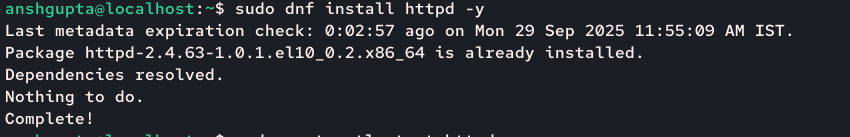 anshgupta@localhost:~$ sudo dnf install httpd -y
Last metadata expiration check: 0:02:57 ago on Mon 29 Sep 2025 11:55:09 AM IST.
Package httpd-2.4.63-1.0.1.el10_0.2.x86_64 is already installed.
Dependencies resolved.
Nothing to do.
Complete!